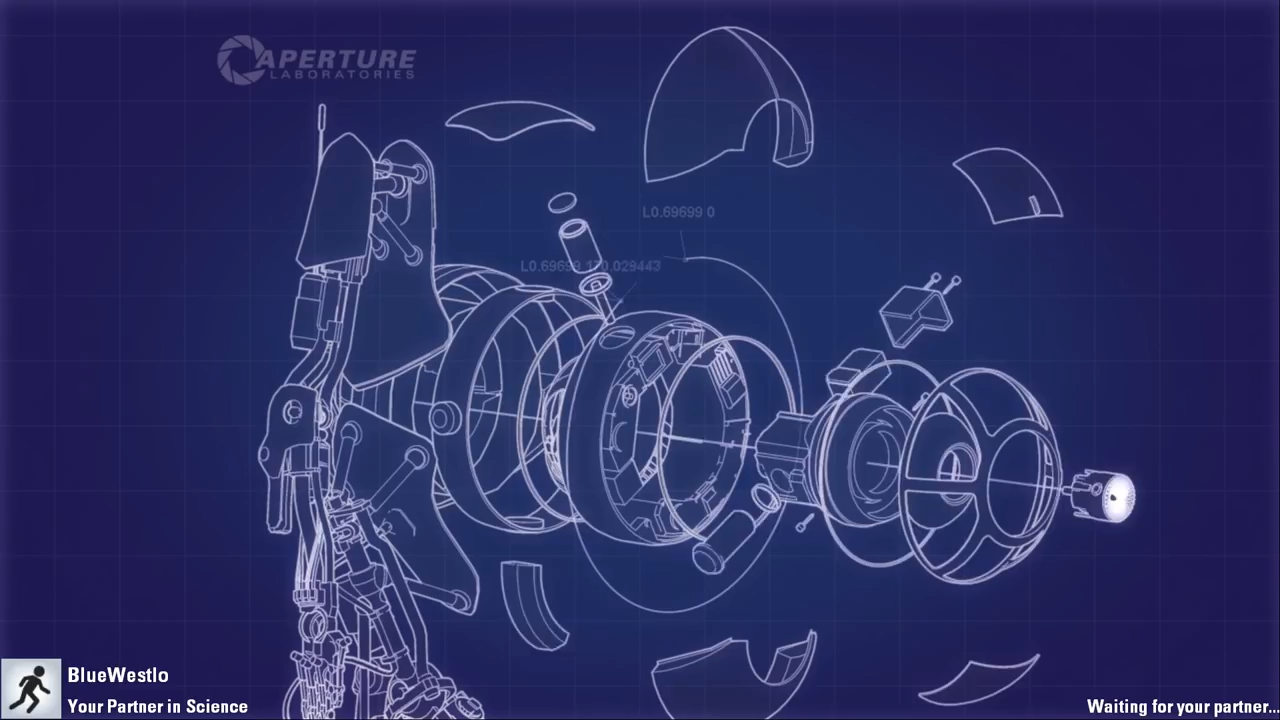 APERTURE
LABORATORIES
L0.69699 0
BlueWestlo
Your Partner in Science
Waiting for your partner...